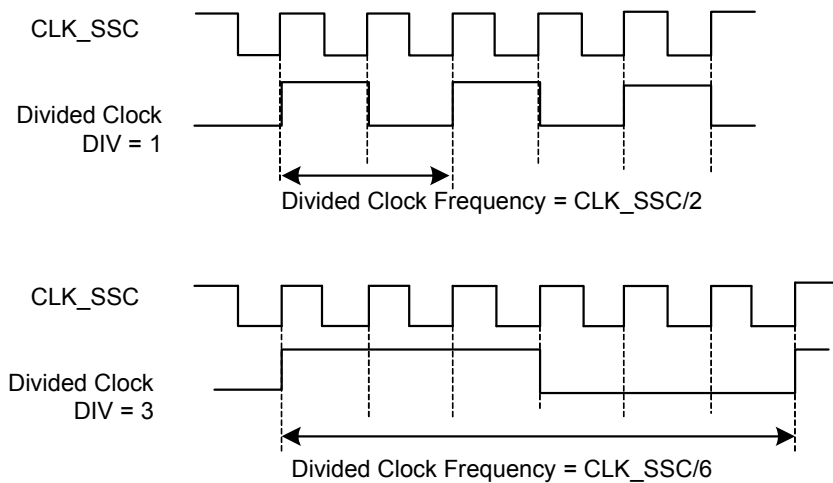 CLK_SSC
Divided Clock
DIV = 1
Divided Clock Frequency = CLK_SSC/2
CLK_SSC
Divided Clock
DIV = 3
Divided Clock Frequency = CLK_SSC/6